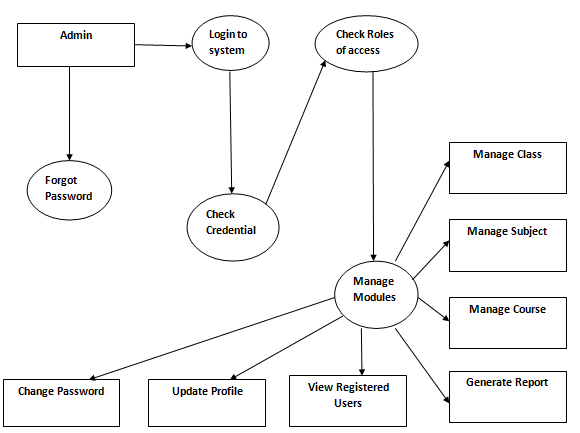 Admin
Login to
system
Check Roles
of access
Forgot
Password
Check
Credential
Manage Class
Manage Subject
Manage
Modules
Manage Course
Generate Report
Change Password
Update Profile
View Registered
Users